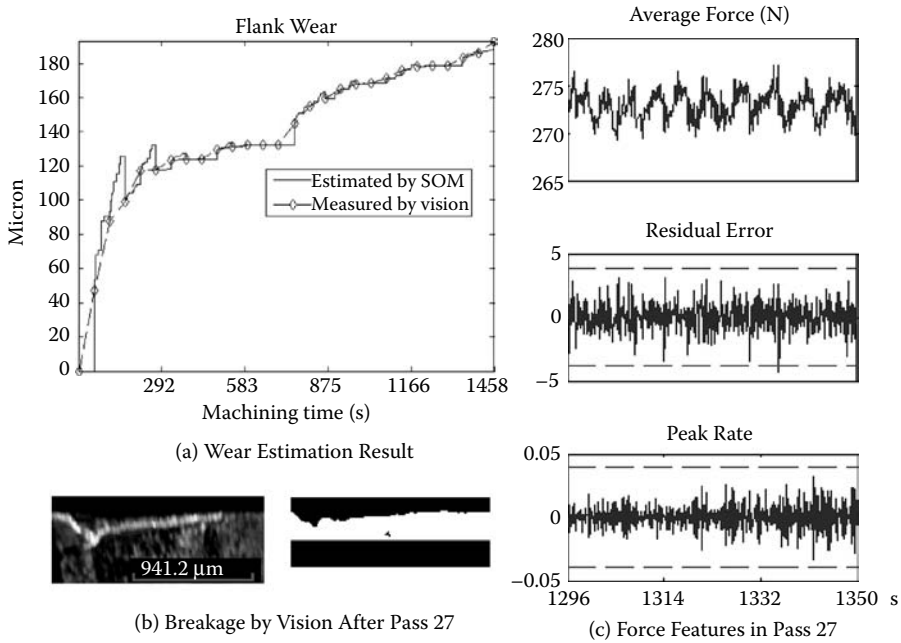 Flank Wear
180
160
140
120
100
80
60
40
20
0
Micron
Estimated by SOM
Measured by vision
292 583 875 1166 1458
Machining time (s)
(a) Wear Estimation Result
941.2 μm
(b) Breakage by Vision After Pass 27
Average Force (N)
280
275
270
265
Residual Error
5
0
−5
Peak Rate
0.05
0
−0.05
1296 1314 1332 1350 s
(c) Force Features in Pass 27